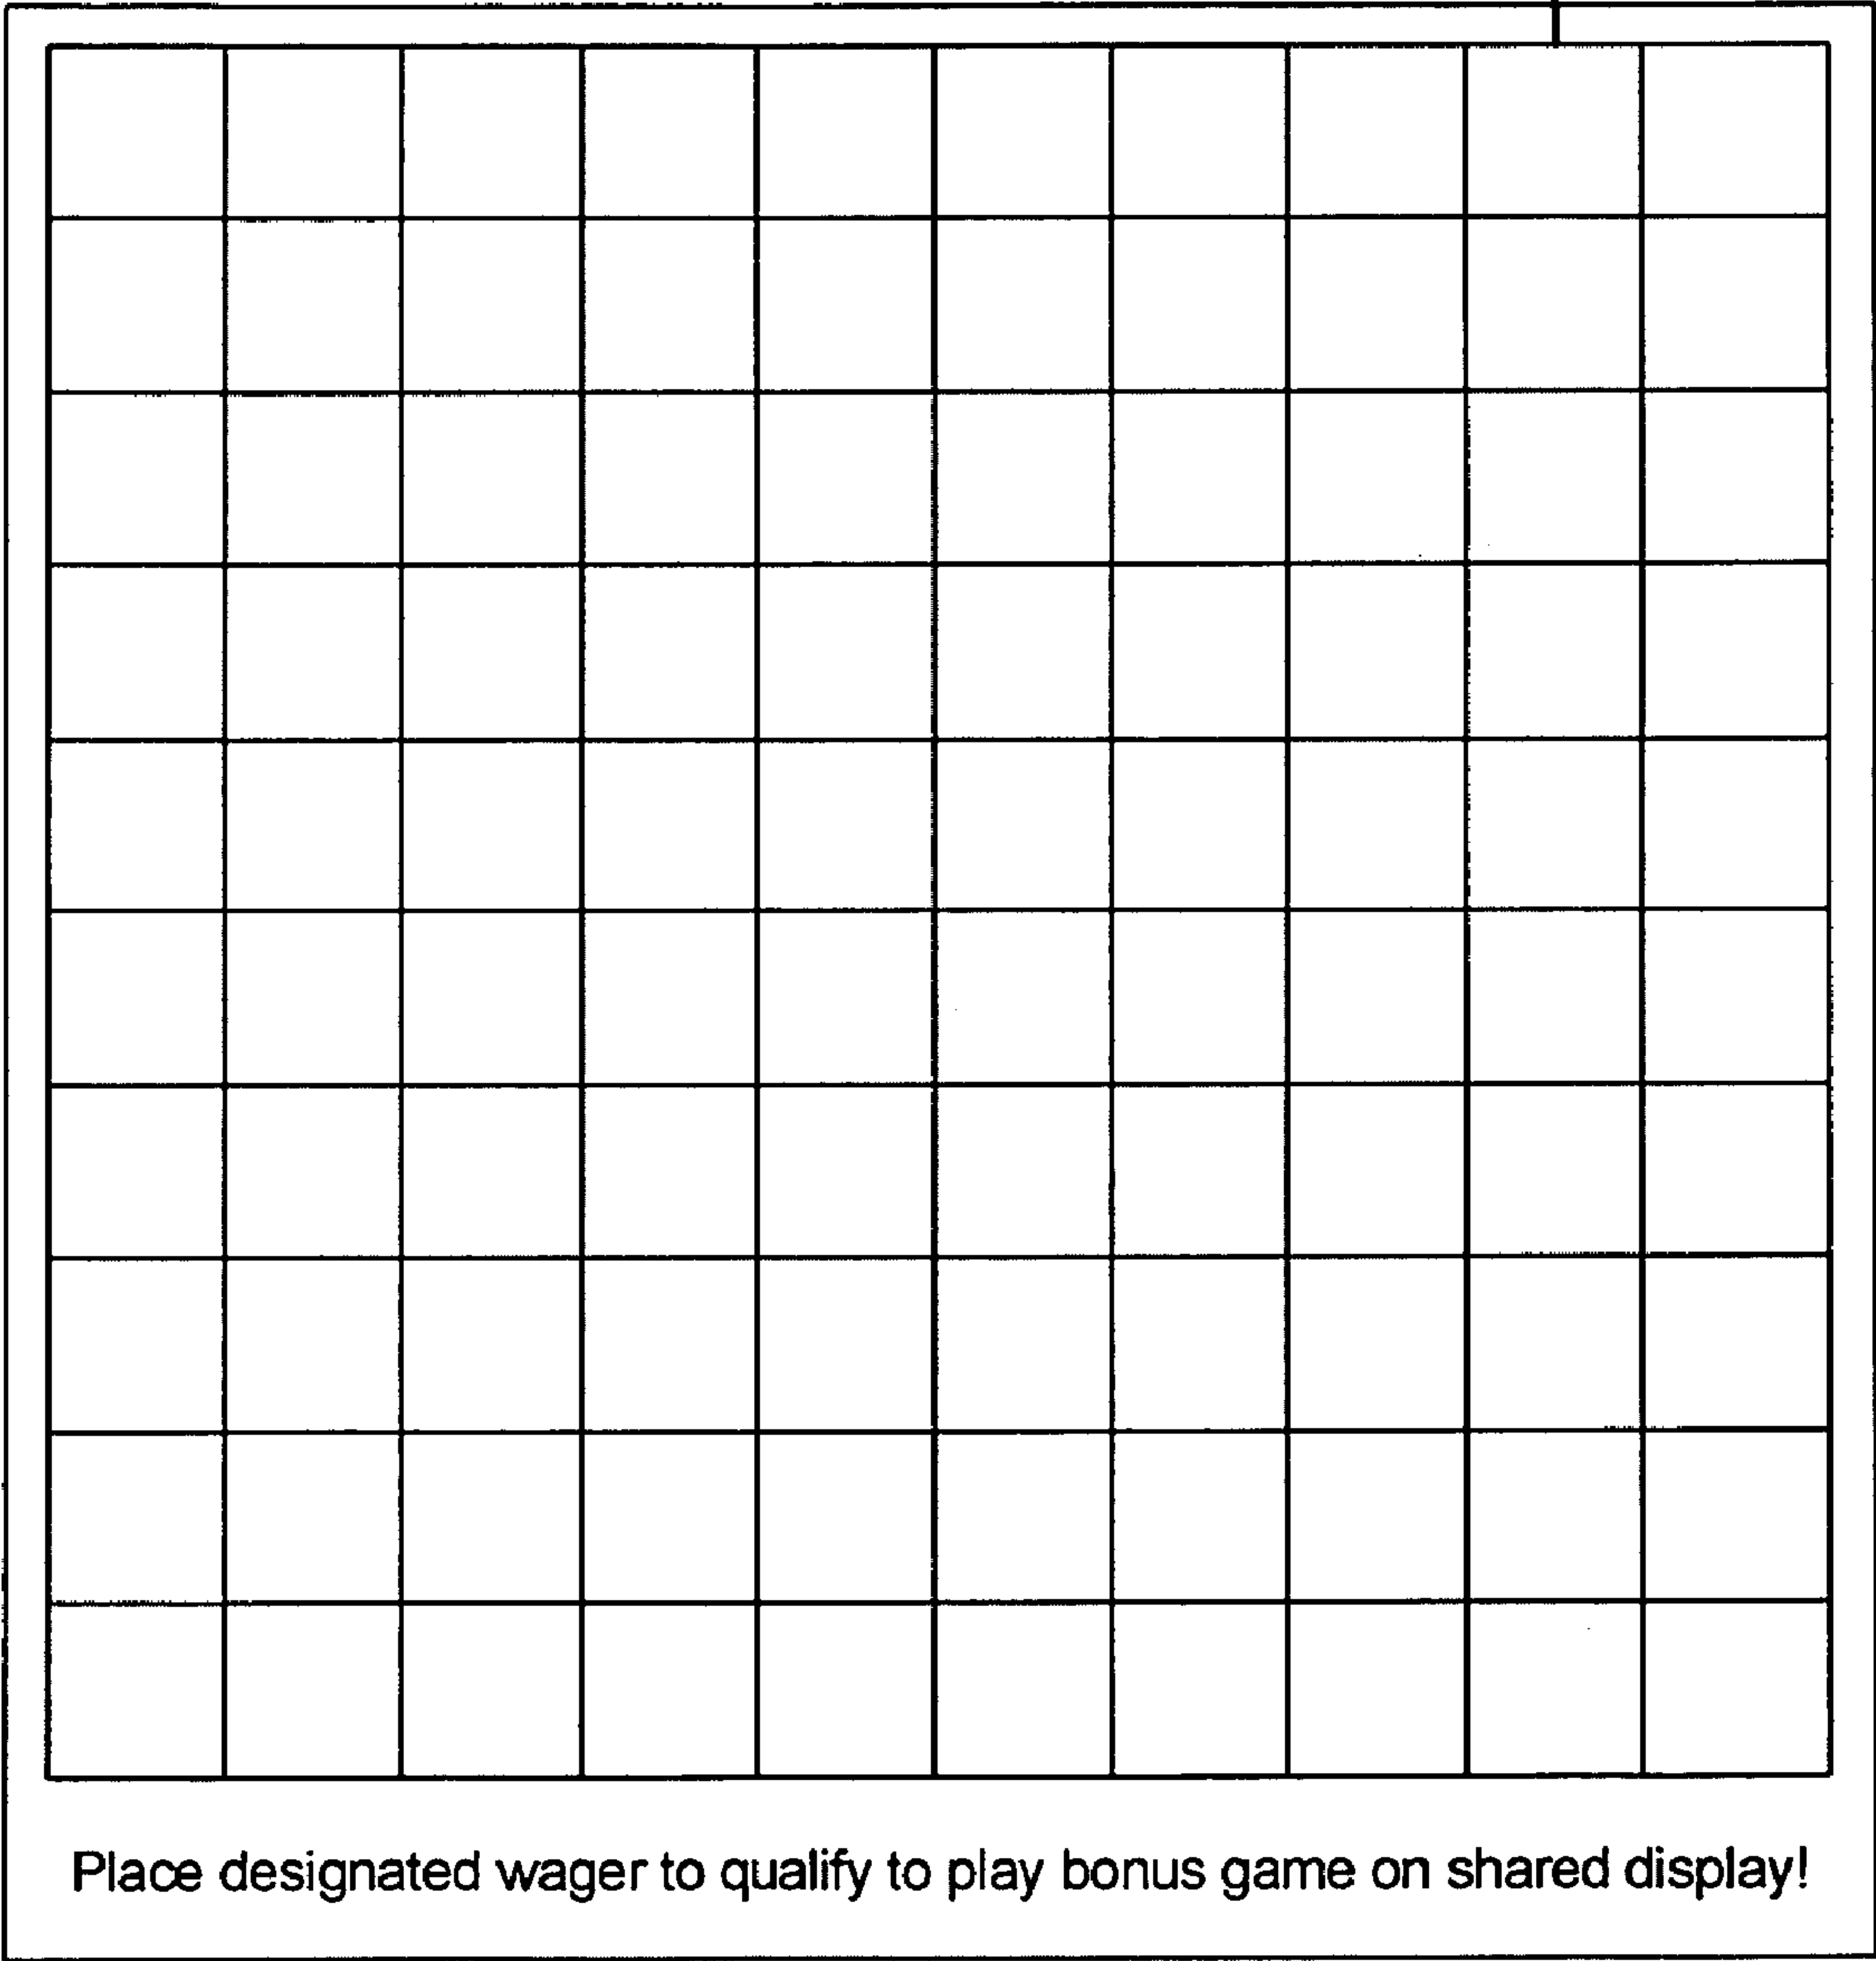 Place designated wager to qualify to play bonus game on shared display!